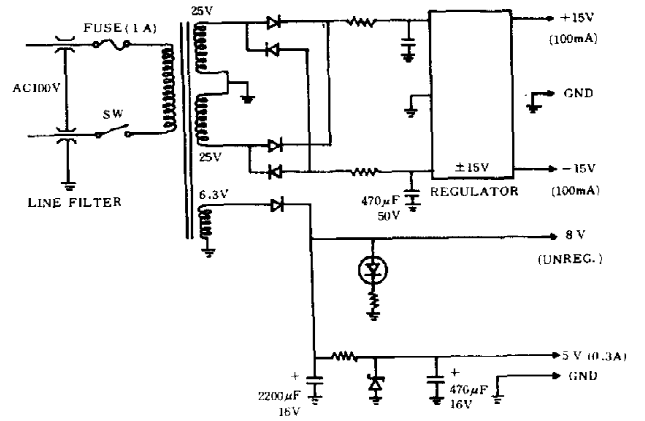 25V
FUSE (1 A)
+15V
(100mA)
AC100V
GND
SW
25V
±15V
REGULATOR
-15V
(100mA)
6.3V
470μF
50V
LINE FILTER
8 V
(UNREG.)
5 V (0.3A)
GND
+
2200μF
16V
+
470μF
16V